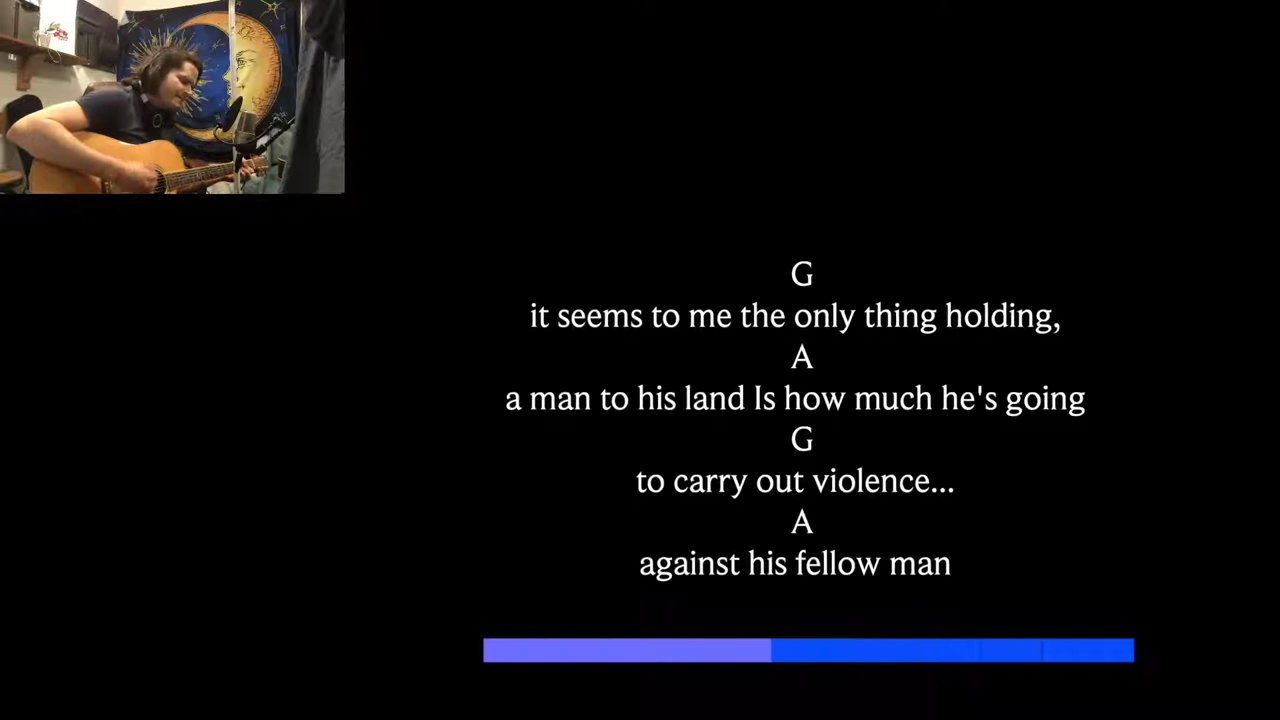 G
it seems to me the only thing holding,
A
a man to his land Is how much he's going
G
to carry out violence...
A
against his fellow man